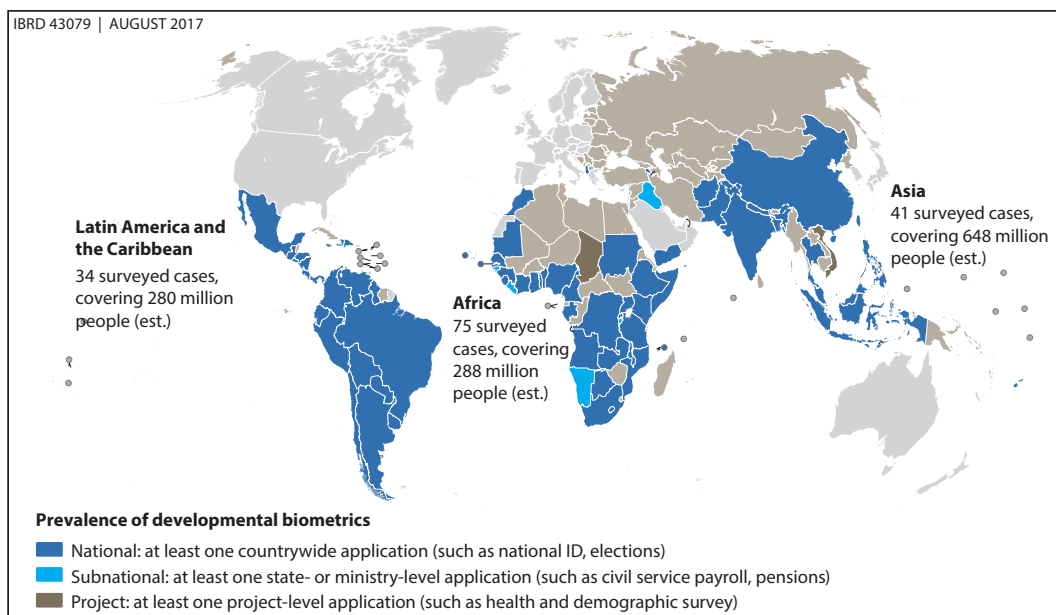 IBRD 43079 | AUGUST 2017
Latin America and
the Caribbean
34 surveyed cases,
covering 280 million
people (est.)
Africa
75 surveyed
cases, covering
288 million
people (est.)
Asia
41 surveyed cases,
covering 648 million
people (est.)
Prevalence of developmental biometrics
National: at least one countrywide application (such as national ID, elections)
Subnational: at least one state- or ministry-level application (such as civil service payroll, pensions)
Project: at least one project-level application (such as health and demographic survey)